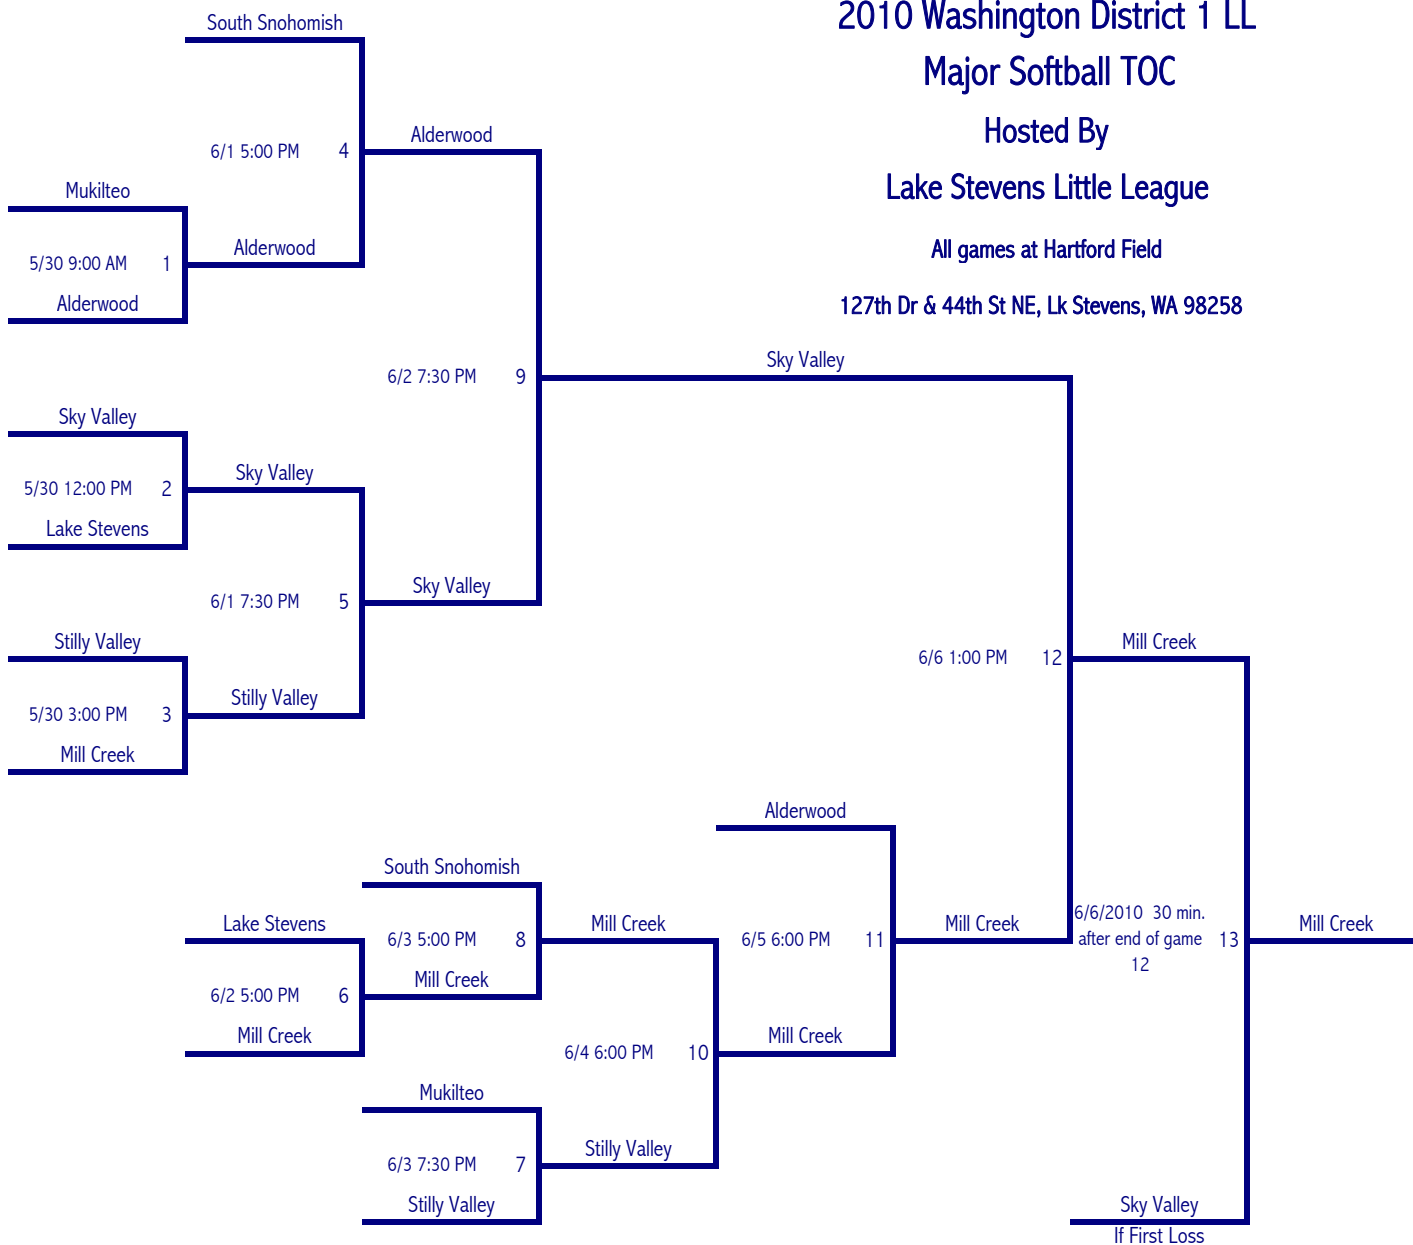 2010 Washington District 1 LL
Major Softball TOC
Hosted By
Lake Stevens Little League
All games at Hartford Field
127th Dr & 44th St NE, Lk Stevens, WA 98258
South Snohomish
6/1 5:00 PM 4
Alderwood
Mukilteo
5/30 9:00 AM 1
Alderwood
Alderwood
6/2 7:30 PM 9
Sky Valley
Sky Valley
5/30 12:00 PM 2
Sky Valley
Lake Stevens
6/1 7:30 PM 5
Sky Valley
Stilly Valley
5/30 3:00 PM 3
Stilly Valley
Mill Creek
6/6 1:00 PM 12
Mill Creek
Alderwood
South Snohomish
Lake Stevens
6/3 5:00 PM 8
Mill Creek
6/5 6:00 PM 11
Mill Creek
6/6/2010 30 min.
after end of game
12
13
Mill Creek
Mill Creek
6/2 5:00 PM 6
Mill Creek
6/4 6:00 PM 10
Mill Creek
Mukilteo
6/3 7:30 PM 7
Stilly Valley
Stilly Valley
Sky Valley
If First Loss